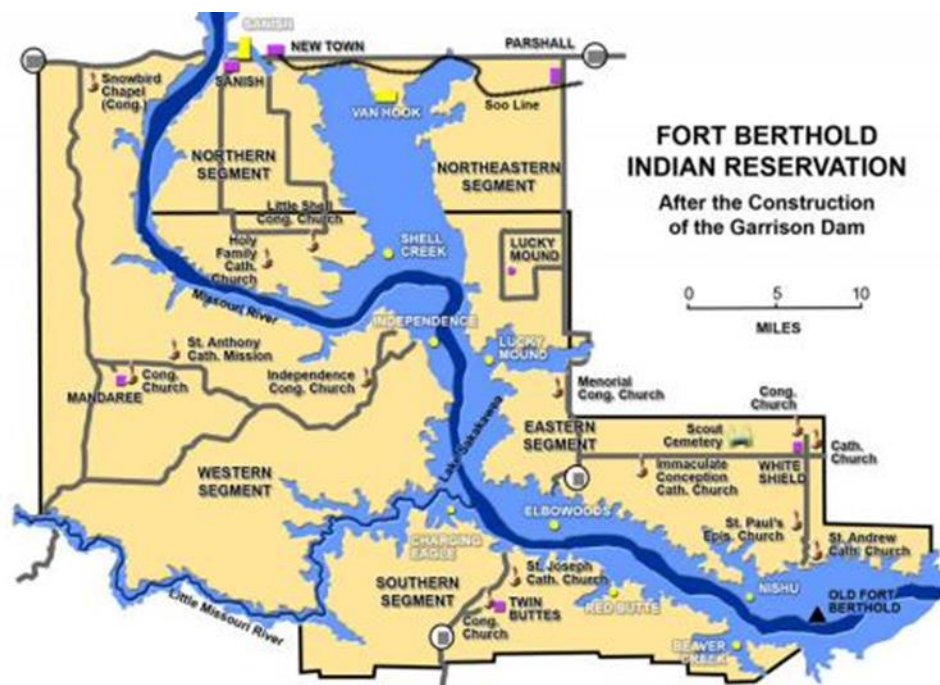 SANISH
NEW TOWN
PARSHALL
SANISH
Snowbird
Chapel
(Cong.)
VAN HOOK
Soo Line
FORT BERTHOLD
INDIAN RESERVATION
After the Construction
of the Garrison Dam
NORTHERN
SEGMENT
NORTHEASTERN
SEGMENT
Little Shell
Cong. Church
Holy
Family
Cath.
Church
SHELL
CREEK
LUCKY
MOUND
0 5 10
MILES
Missouri River
INDEPENDENCE
LUCKY
MOUND
St. Anthony
Cath. Mission
Cong.
Church
MANDAREE
Independence
Cong. Church
Memorial
Cong. Church
Cong.
Church
Lake Sakakawea
EASTERN
SEGMENT
Scout
Cemetery
Cath.
Church
WESTERN
SEGMENT
Immaculate
Conception
Cath. Church
WHITE
SHIELD
ELBOWOODS
CHARGING
EAGLE
St. Paul's
Epis. Church
St. Andrew
Cath. Church
St. Joseph
Cath. Church
SOUTHERN
SEGMENT
Little Missouri River
NISHU
RED BUTTE
OLD FORT
BERTHOLD
Cong.
Church
TWIN
BUTTES
BEAVER
CREEK